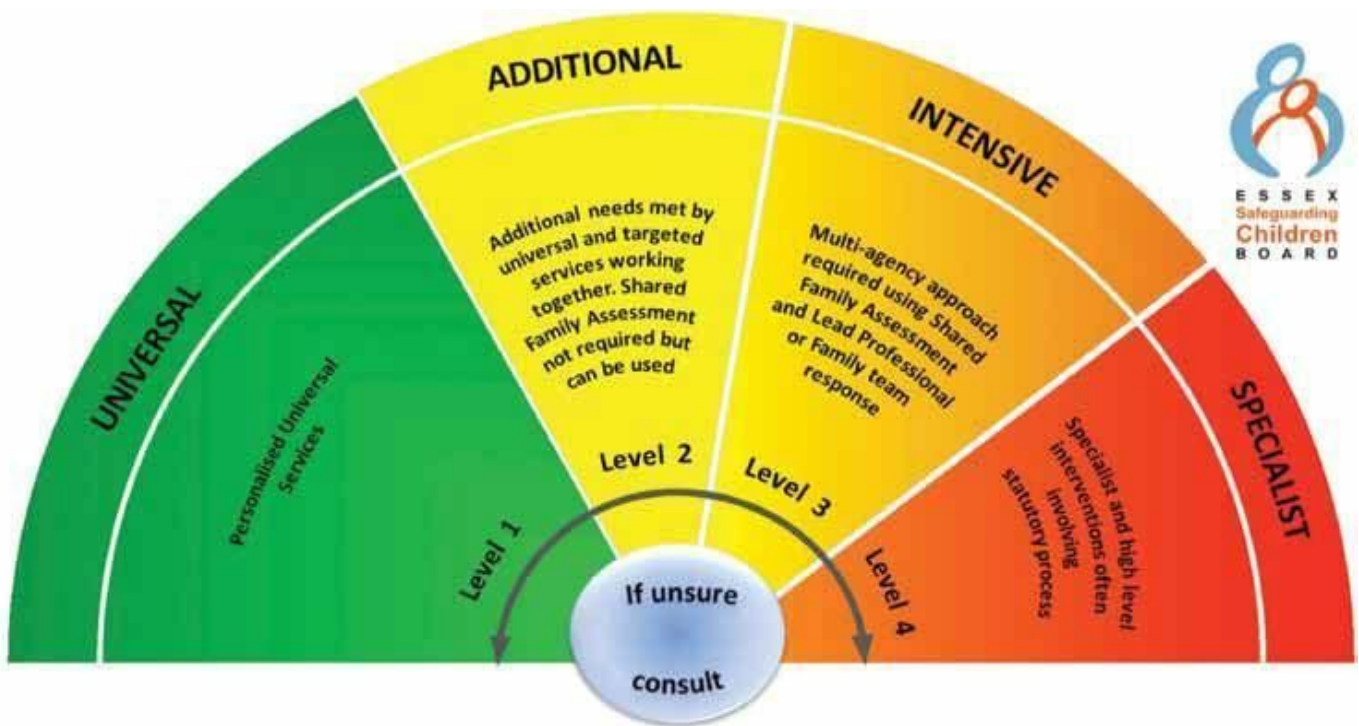 UNIVERSAL
Personalised Universal
Services
Level 1
ADDITIONAL
Additional needs met by
universal and targeted
services working
together. Shared
Family Assessment
not required but
can be used
Level 2
INTENSIVE
Multi-agency approach
required using Shared
Family Assessment
and Lead Professional
or Family team
response
Level 3
SPECIALIST
Specialist and high level
interventions often
involving
statutory process
Level 4
If unsure
consult
ESSEX
Safeguarding
Children
BOARD